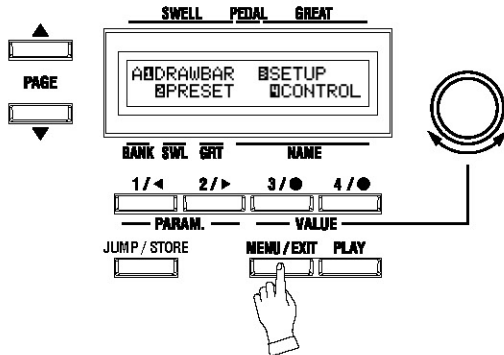 SWELL PEDAL GREAT
▲
PAGE
▼
A1DRAWBAR 3SETUP
2PRESET 4CONTROL
BANK SWL GRT NAME
1/◄ 2/► 3/● 4/●
PARAM. VALUE
JUMP/STORE MENU/EXIT PLAY